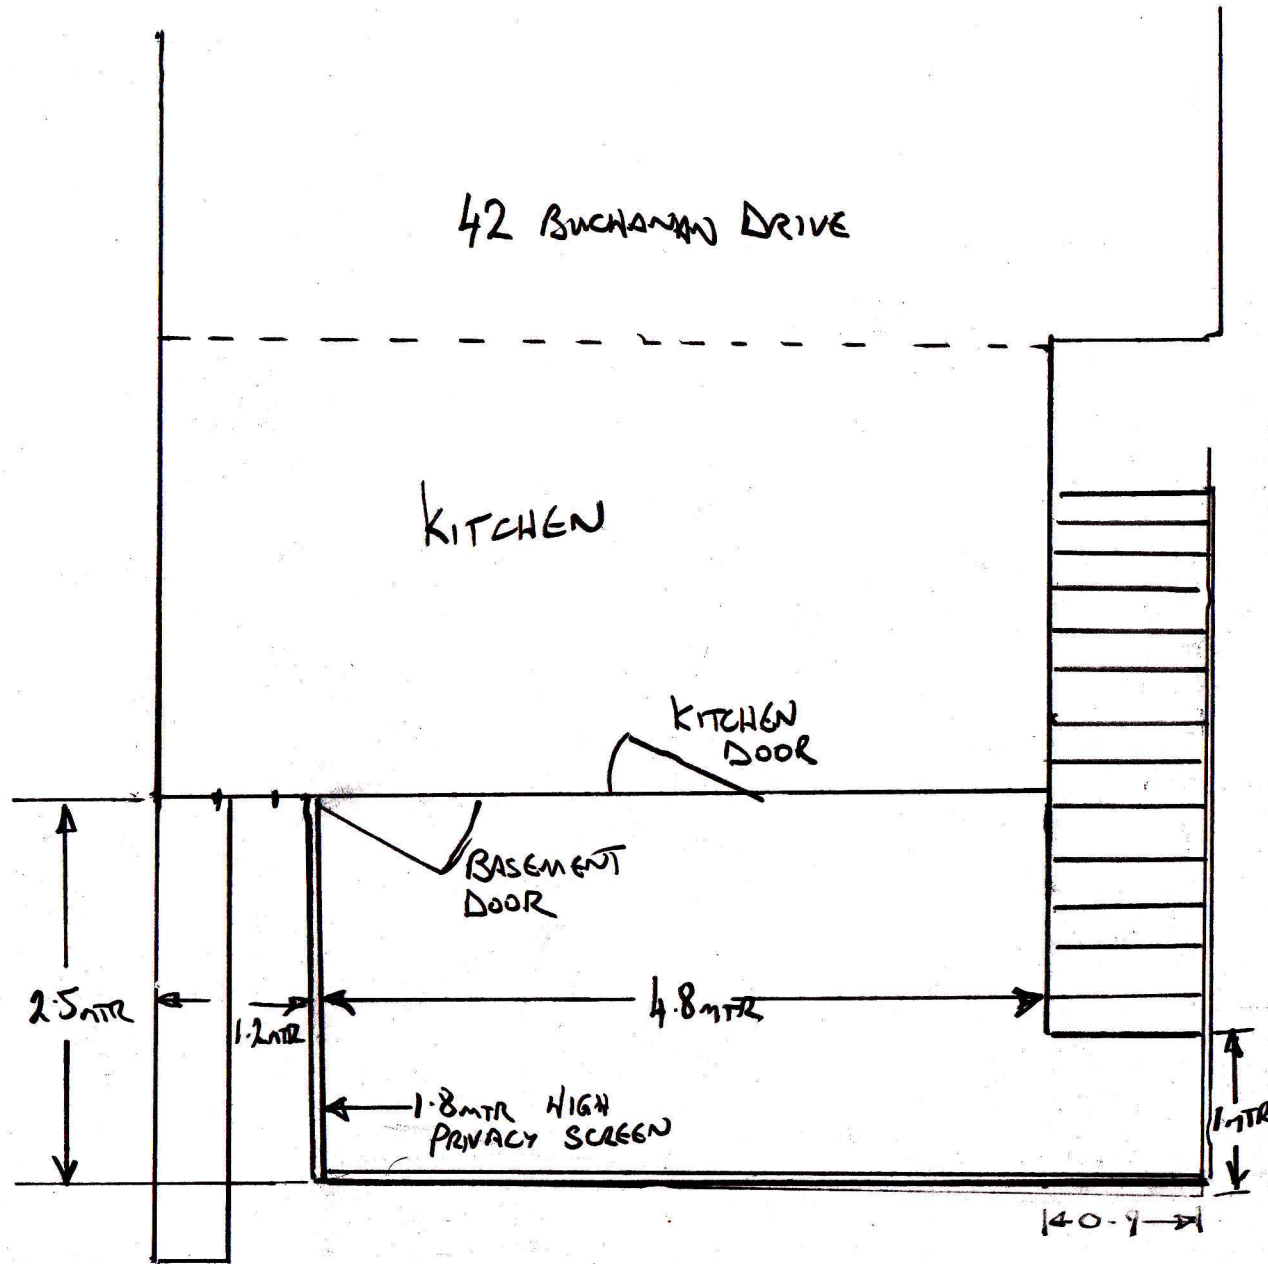 42 BUCHANAN DRIVE
KITCHEN
KITCHEN
DOOR
BASEMENT
DOOR
2.5MTR
1.2MTR
4.8MTR
1.8MTR HIGH
PRIVACY SCREEN
1MTR
0.9